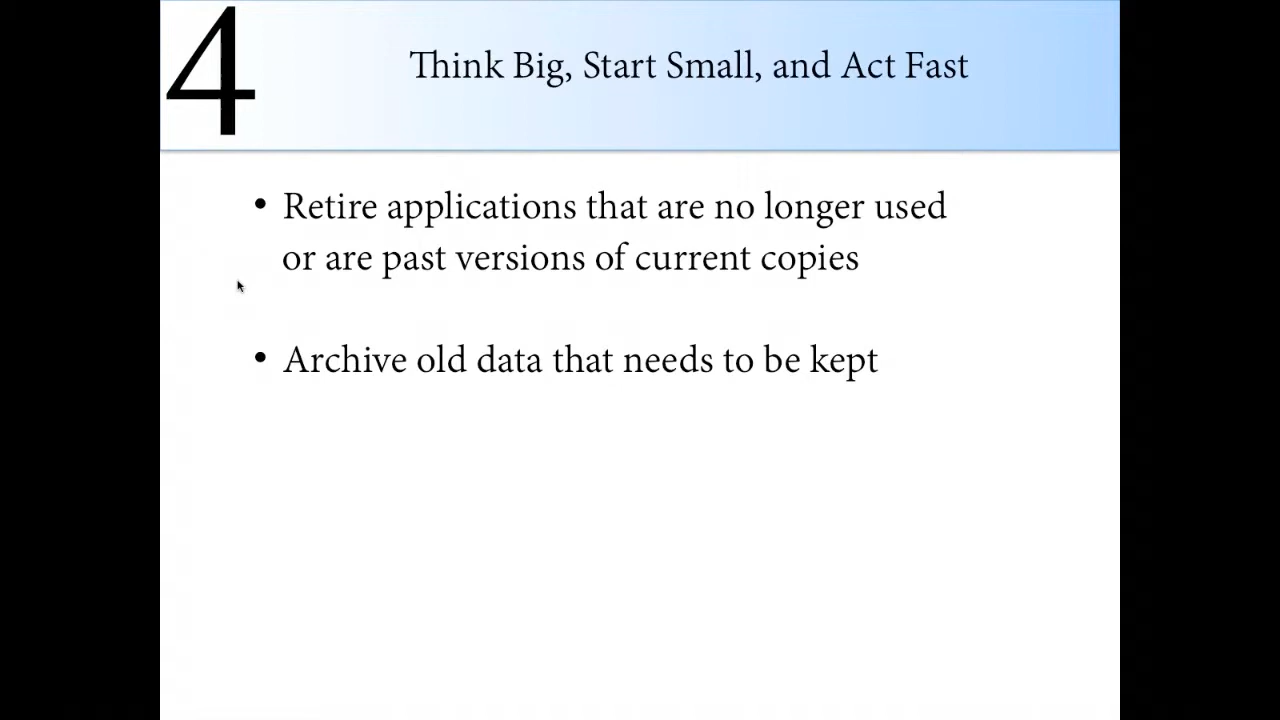 4
Think Big, Start Small, and Act Fast
• Retire applications that are no longer used
or are past versions of current copies
• Archive old data that needs to be kept